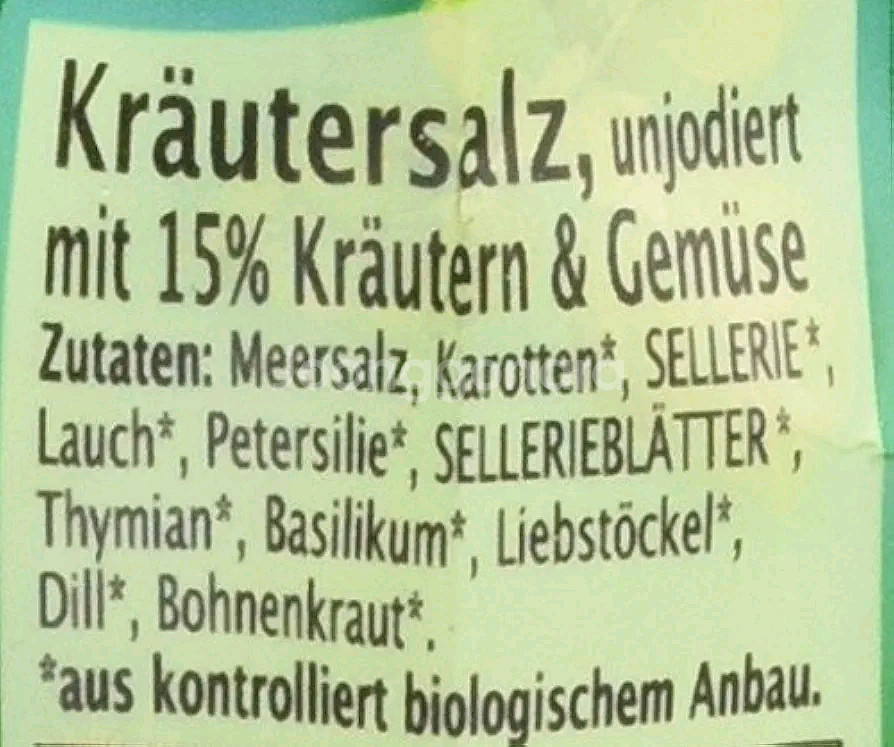 Kräutersalz, unjodiert
mit 15% Kräutern & Gemüse
Zutaten: Meersalz, Karotten*, SELLERIE*,
Lauch*, Petersilie*, SELLERIEBLÄTTER*,
Thymian*, Basilikum*, Liebstöckel*,
Dill*, Bohnenkraut*.
*aus kontrolliert biologischem Anbau.